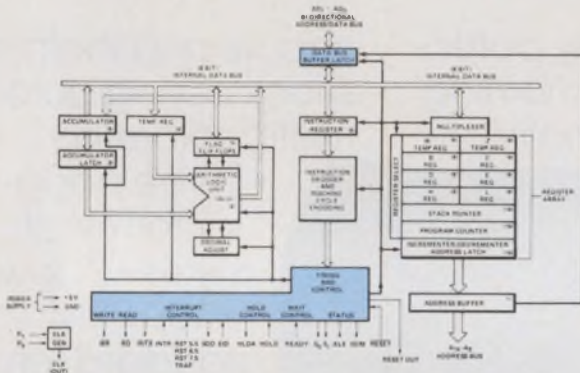 BIDIRECTIONAL
ADDRESS/DATA BUS
DATA BUS
BUFFER LATCH
(8 BIT)
INTERNAL DATA BUS
(8 BIT)
INTERNAL DATA BUS
ACCUMULATOR
TEMP. REG.
FLAG
FLIP FLOPS
INSTRUCTION
REGISTER
MULTIPLEXER
ACCUMULATOR
LATCH
ARITHMETIC
LOGIC
UNIT
INSTRUCTION
DECODER
AND
MACHINE
CYCLE
ENCODING
REGISTER SELECT
W
TEMP. REG.
Z
TEMP. REG.
B
REG.
C
REG.
D
REG.
E
REG.
H
REG.
L
REG.
STACK POINTER
PROGRAM COUNTER
INCREMENTER/DECREMENTER
ADDRESS LATCH
REGISTER
ARRAY
DECIMAL
ADJUST
TIMING
AND
CONTROL
ADDRESS BUFFER
POWER
SUPPLY
+5V
GND
WRITE READ
INTERRUPT
CONTROL
HOLD
CONTROL
WAIT
CONTROL
STATUS
CLK
GEN
CLK
(OUT)
WR RD INTA INTR RST 5.5 SOD SID HLDA HOLD READY S0 S1 ALE IO/M RESET
RST 6.5
RST 7.5
TRAP
RESET OUT
ADDRESS BUS